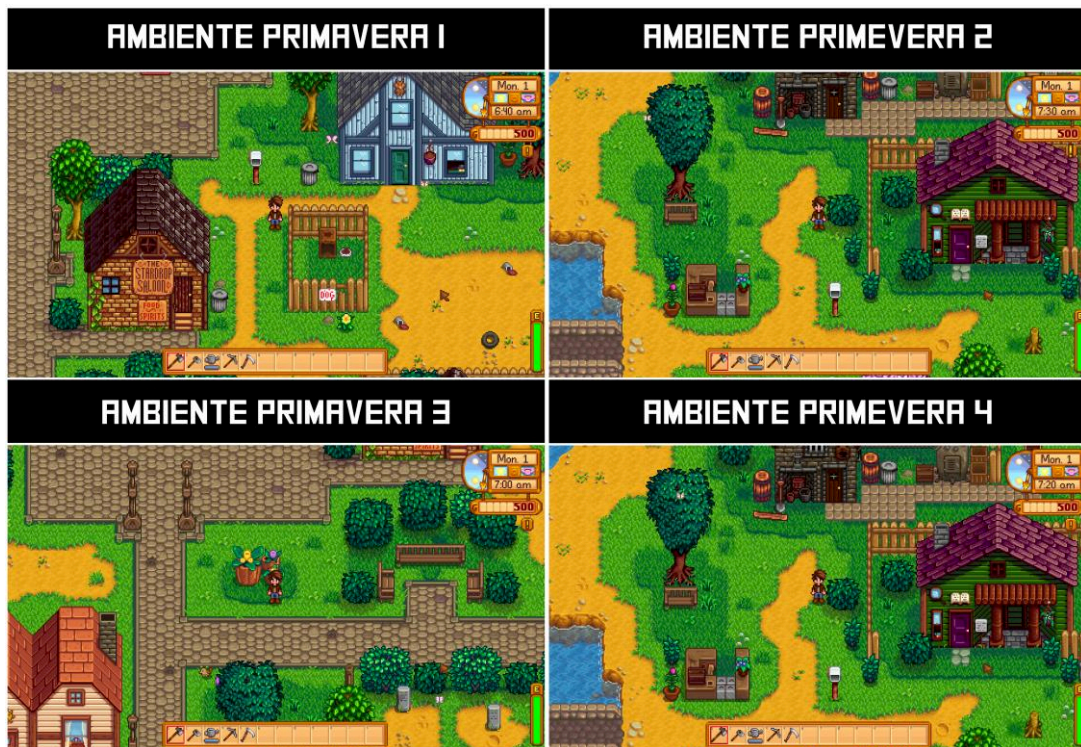 AMBIENTE PRIMAVERA 1
AMBIENTE PRIMEVERA 2
Mon. 1
6:40 am
500
THE
STARDROP
SALOON
FOOD
SPIRITS
DOG
E
Mon. 1
7:30 am
500
AMBIENTE PRIMAVERA 3
AMBIENTE PRIMEVERA 4
Mon. 1
7:00 am
500
E
Mon. 1
7:20 am
500